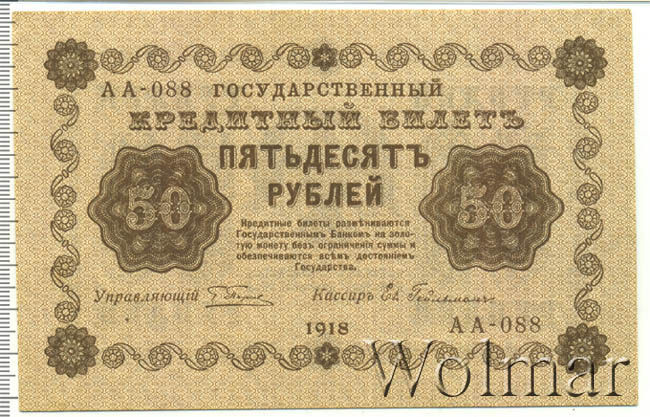 АА-088 ГОСУДАРСТВЕННЫЙ
КРЕДИТНЫЙ БИЛЕТЪ
ПЯТЬДЕСЯТЪ
РУБЛЕЙ
50
50
Кредитные билеты размѣниваются
Государственнымъ Банкомъ на золо-
тую монету безъ ограниченія суммы и
обезпечиваются всѣмъ достояніемъ
Государства.
Управляющій
Кассиръ
1918
АА-088
Wolmar